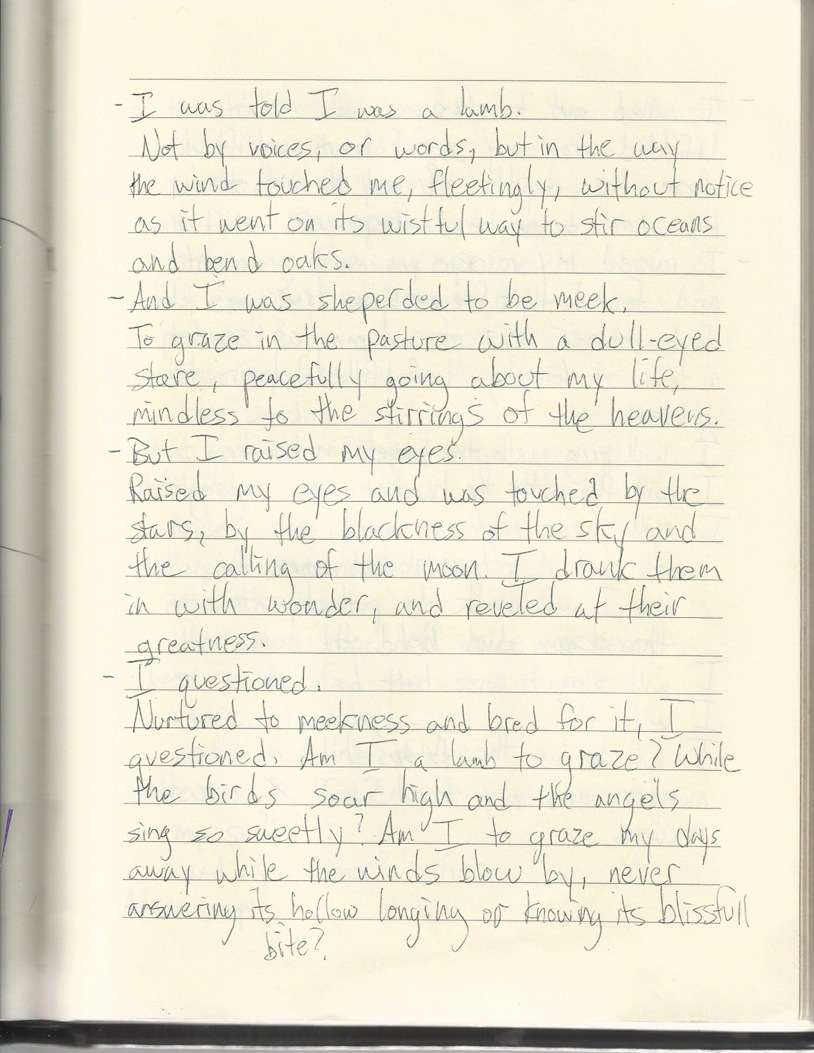 - I was told I was a lamb.
Not by voices, or words, but in the way
the wind touched me, fleetingly, without notice
as it went on its wistful way to stir oceans
and bend oaks.
- And I was sheperded to be meek.
To graze in the pasture with a dull-eyed
stare, peacefully going about my life,
mindless to the stirrings of the heavens.
- But I raised my eyes.
Raised my eyes and was touched by the
stars, by the blackness of the sky and
the calling of the moon. I drank them
in with wonder, and reveled at their
greatness.
- I questioned.
Nurtured to meekness and bred for it, I
questioned. Am I a lamb to graze? While
the birds soar high and the angels
sing so sweetly? Am I to graze my days
away while the winds blow by, never
answering its hollow longing or knowing its blissfull
bite?